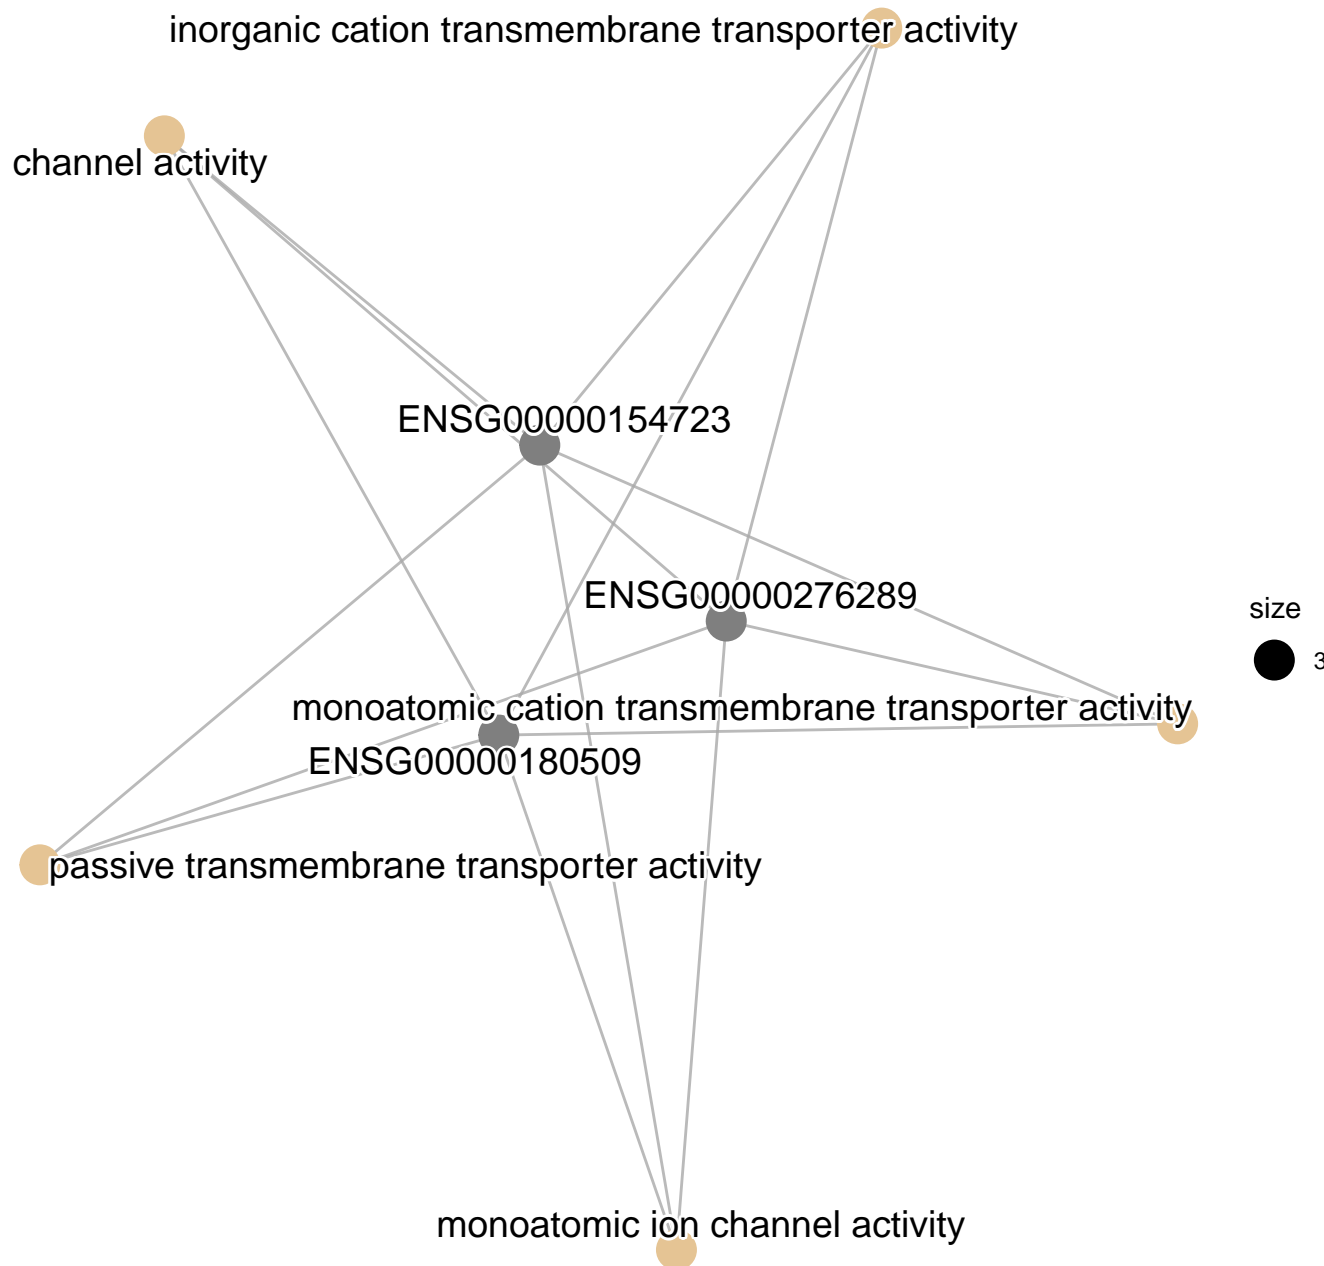 inorganic cation transmembrane transporter activity
channel activity
ENSG00000154723
ENSG00000276289
size
3
monoatomic cation transmembrane transporter activity
ENSG00000180509
passive transmembrane transporter activity
monoatomic ion channel activity